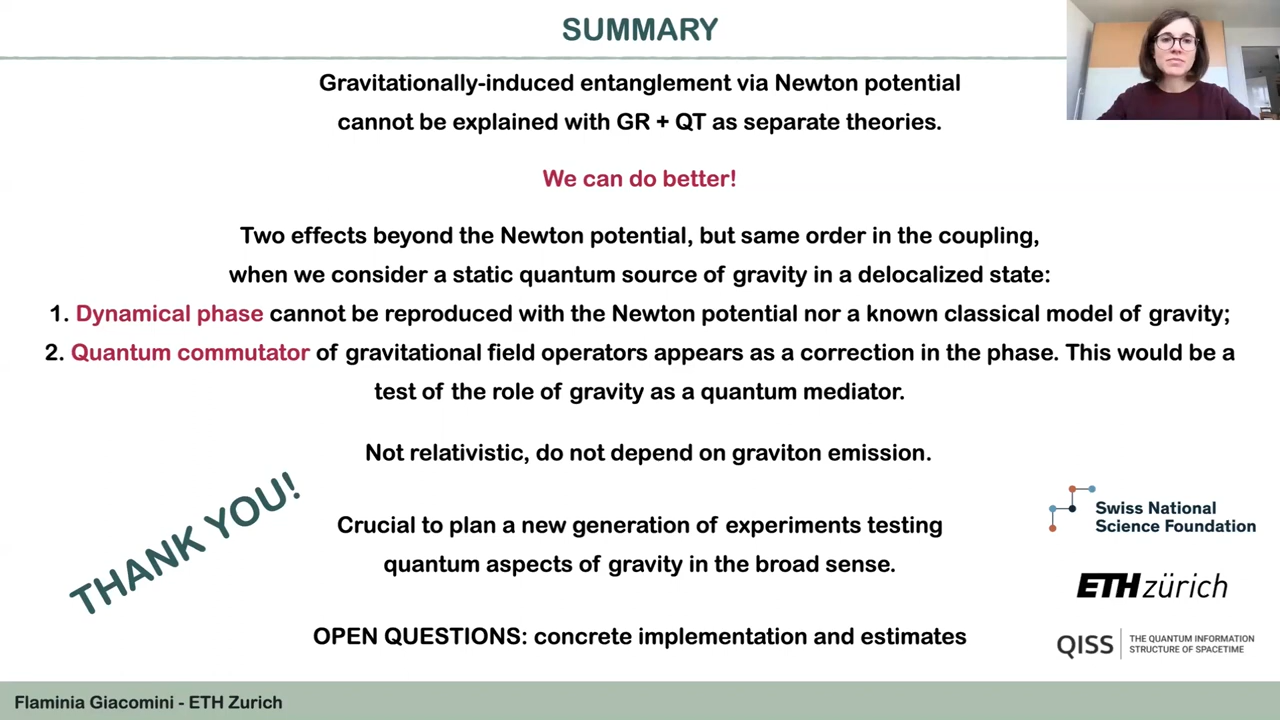 SUMMARY
Gravitationally-induced entanglement via Newton potential
cannot be explained with GR + QT as separate theories.
We can do better!
Two effects beyond the Newton potential, but same order in the coupling,
when we consider a static quantum source of gravity in a delocalized state:
1. Dynamical phase cannot be reproduced with the Newton potential nor a known classical model of gravity;
2. Quantum commutator of gravitational field operators appears as a correction in the phase. This would be a
test of the role of gravity as a quantum mediator.
Not relativistic, do not depend on graviton emission.
THANK YOU!
Crucial to plan a new generation of experiments testing
quantum aspects of gravity in the broad sense.
OPEN QUESTIONS: concrete implementation and estimates
Swiss National
Science Foundation
ETH zürich
QISS
THE QUANTUM INFORMATION
STRUCTURE OF SPACETIME
Flaminia Giacomini - ETH Zurich